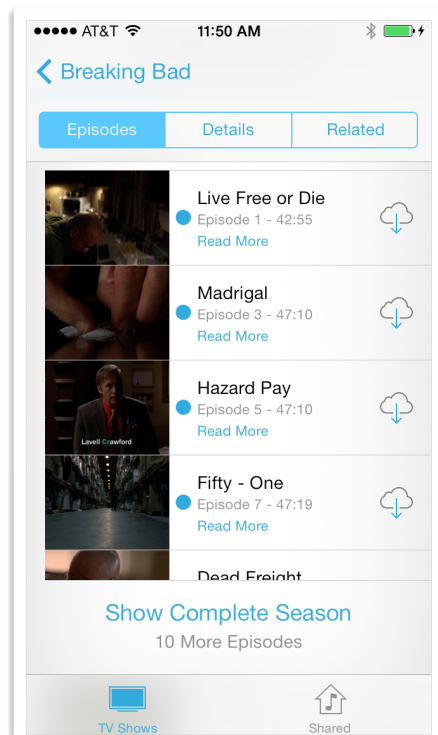 AT&T 11:50 AM
Breaking Bad
Episodes Details Related
Live Free or Die
Episode 1 - 42:55
Read More
Madrigal
Episode 3 - 47:10
Read More
Lavell Crawford
Hazard Pay
Episode 5 - 47:10
Read More
Fifty - One
Episode 7 - 47:19
Read More
Dead Freight
Show Complete Season
10 More Episodes
TV Shows Shared